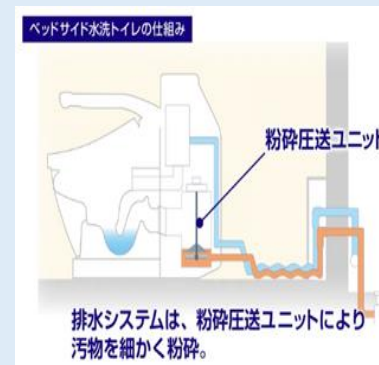 ベッドサイド水洗トイレの仕組み
粉砕圧送ユニット
排水システムは、粉砕圧送ユニットにより
汚物を細かく粉砕。